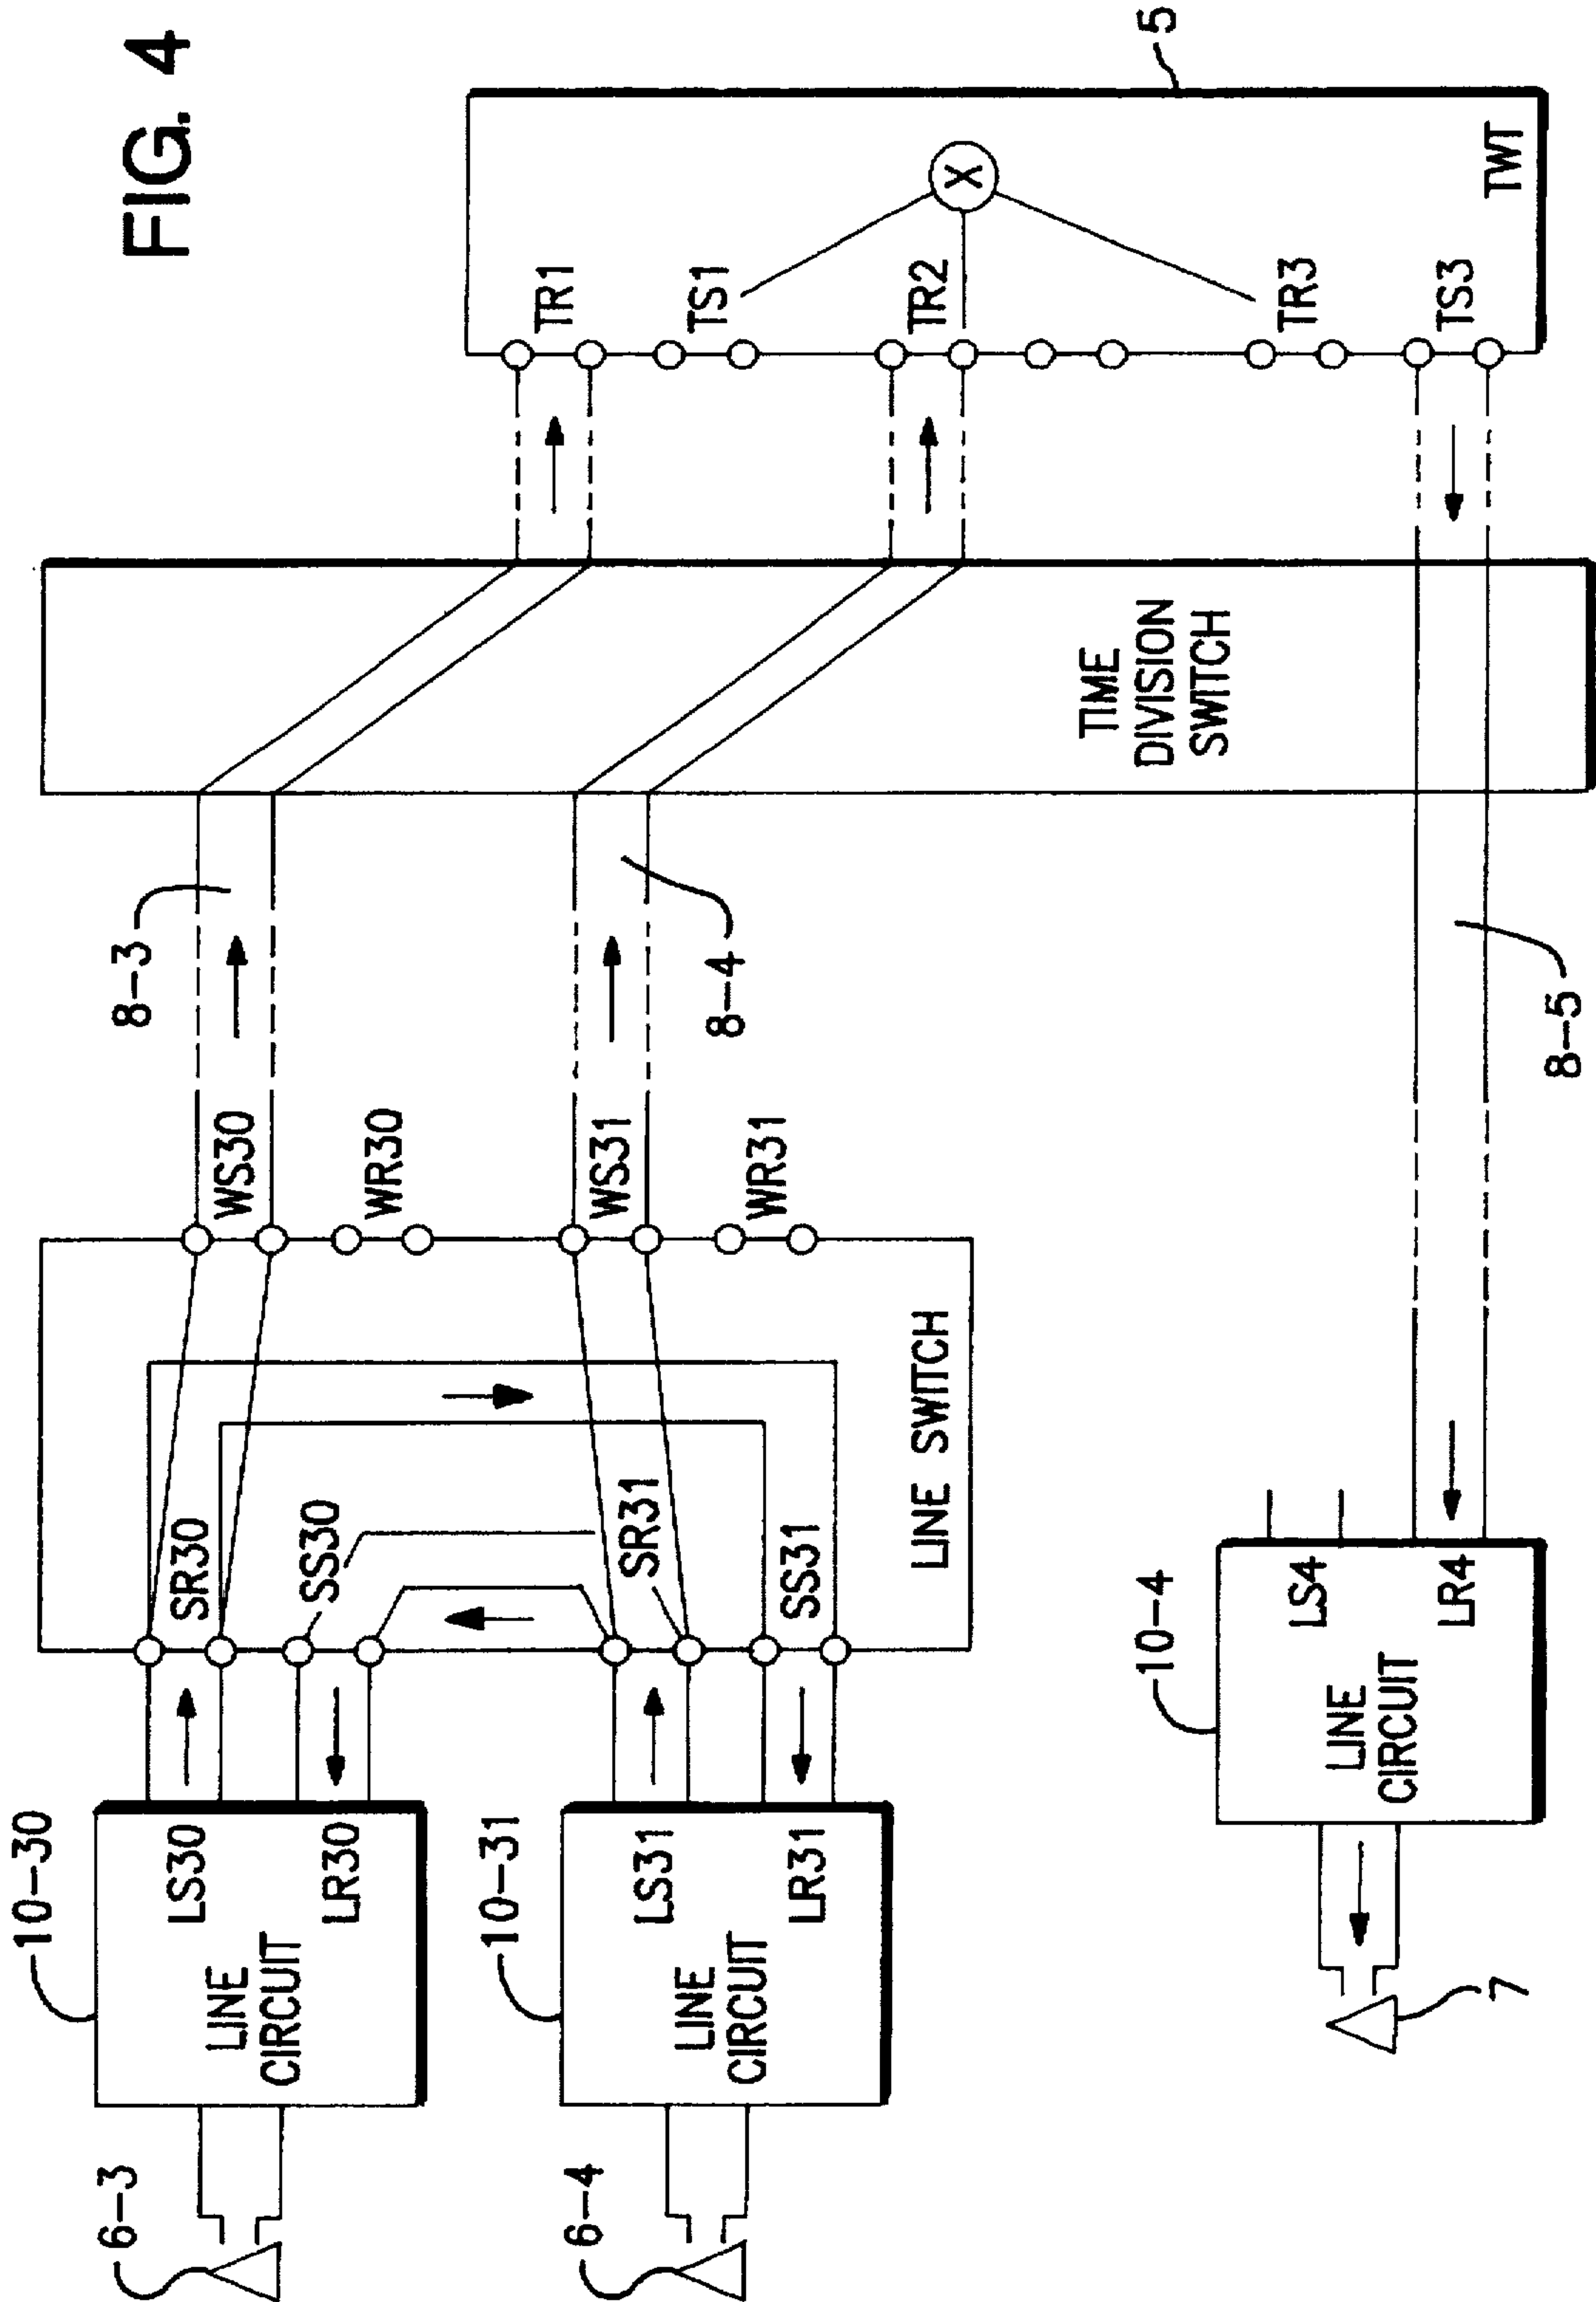 FIG. 4
10-30
6-3
LINE
CIRCUIT
LS30
LR30
SR30
SS30
WS30
WR30
8-3
TR1
TS1
10-31
6-4
LINE
CIRCUIT
LS31
LR31
SR31
SS31
WS31
WR31
8-4
LINE SWITCH
TIME
DIVISION
SWITCH
TR2
X
TR3
TS3
TWT
5
10-4
7
LINE
CIRCUIT
LS4
LR4
8-5